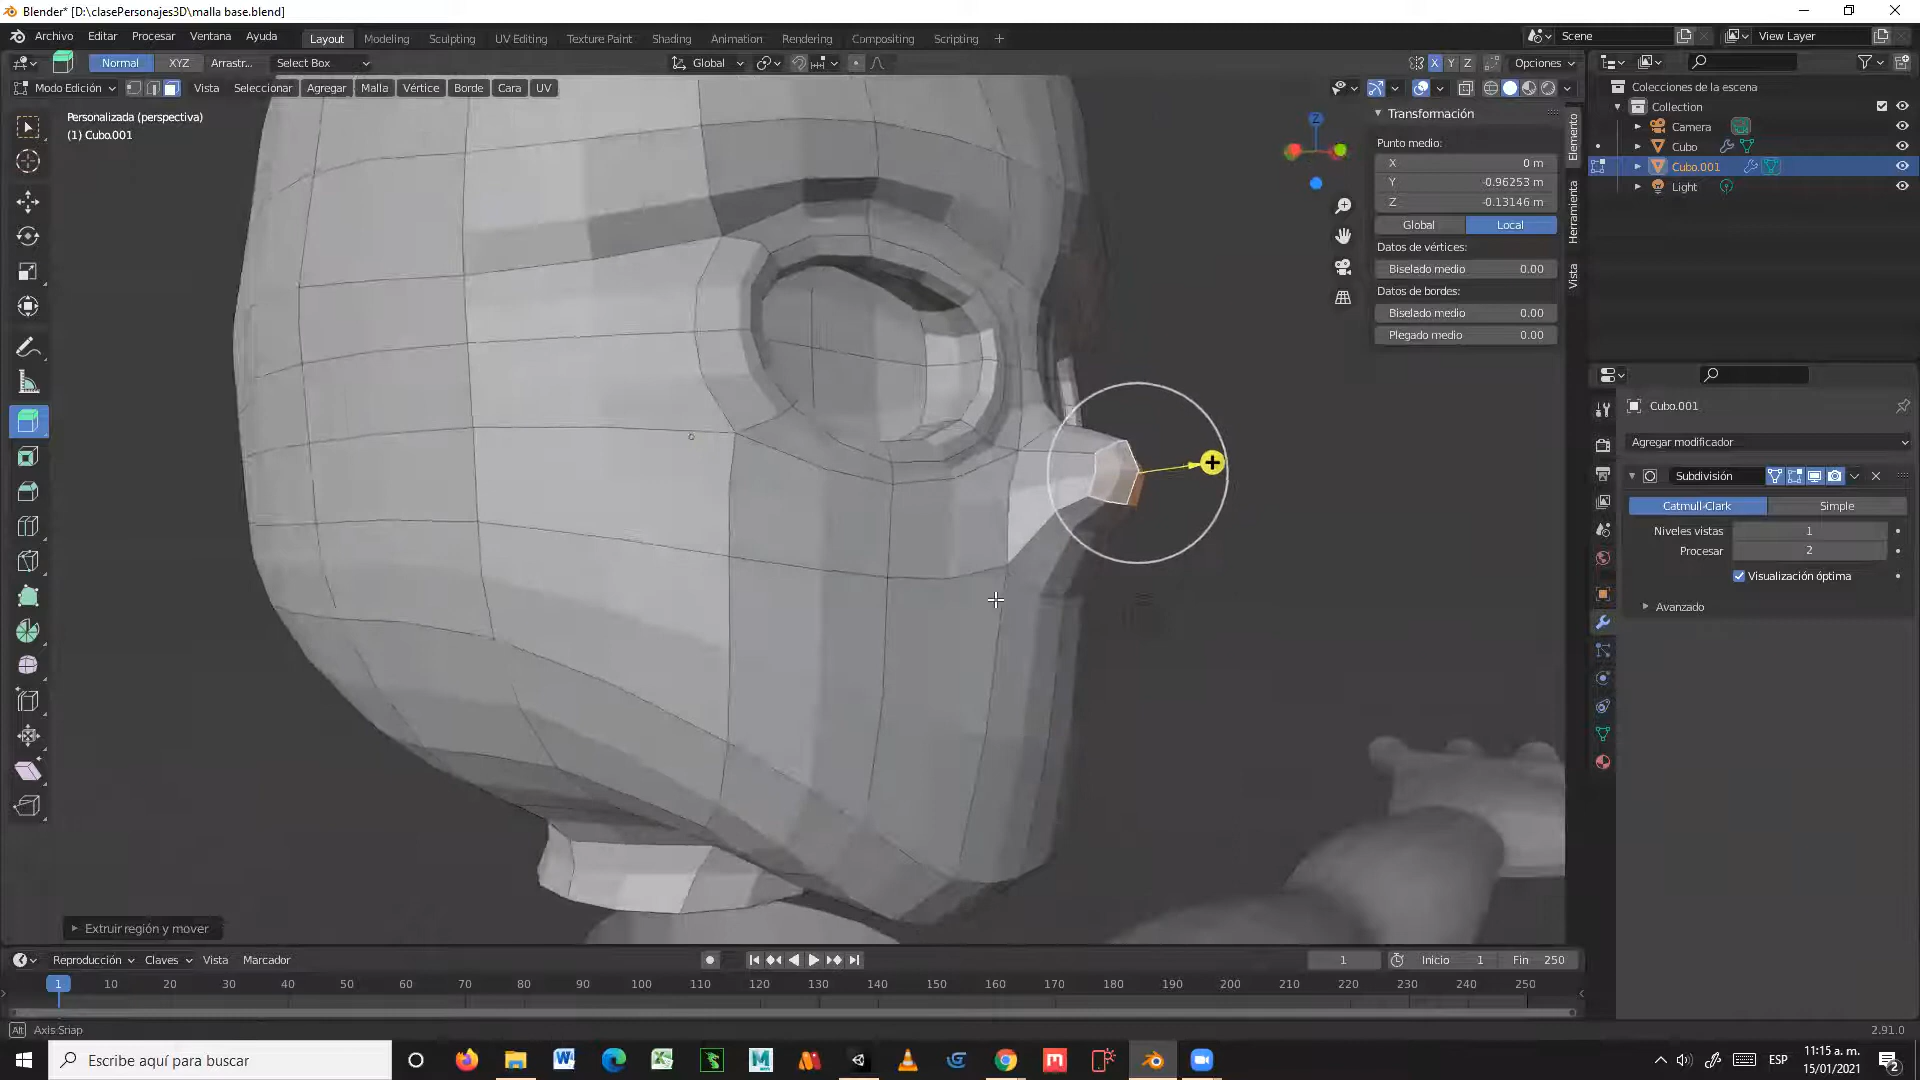 Blender* [D:\clasePersonajes3D\malla base.blend]
Archivo Editar Procesar Ventana Ayuda Layout Modeling Sculpting UV Editing Texture Paint Shading Animation Rendering Compositing Scripting + Scene View Layer
Normal XYZ Arrastr... Select Box Global X Y Z Opciones
Modo Edición Vista Seleccionar Agregar Malla Vértice Borde Cara UV
Personalizada (perspectiva)
(1) Cubo.001
Z
Transformación
Punto medio:
X 0 m
Y -0.96253 m
Z -0.13146 m
Global Local
Datos de vértices:
Biselado medio 0.00
Datos de bordes:
Biselado medio 0.00
Plegado medio 0.00
Elemento
Herramienta
Vista
Colecciones de la escena
Collection
Camera
Cubo
Cubo.001
Light
Cubo.001
Agregar modificador
Subdivisión
Catmull-Clark Simple
Niveles vistas 1
Procesar 2
Visualización óptima
Avanzado
Extruir región y mover
Reproducción Claves Vista Marcador 1 Inicio 1 Fin 250
1 10 20 30 40 50 60 70 80 90 100 110 120 130 140 150 160 170 180 190 200 210 220 230 240 250
Alt Axis Snap 2.91.0
Escribe aquí para buscar
ESP
11:15 a. m.
15/01/2021
2